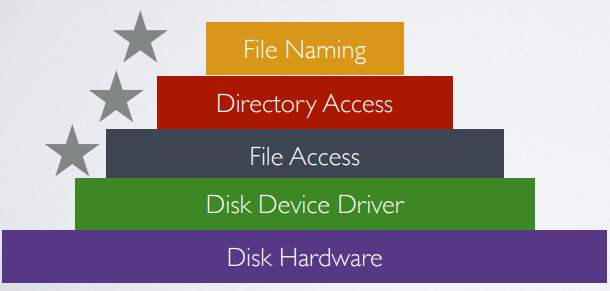 File Naming
Directory Access
File Access
Disk Device Driver
Disk Hardware